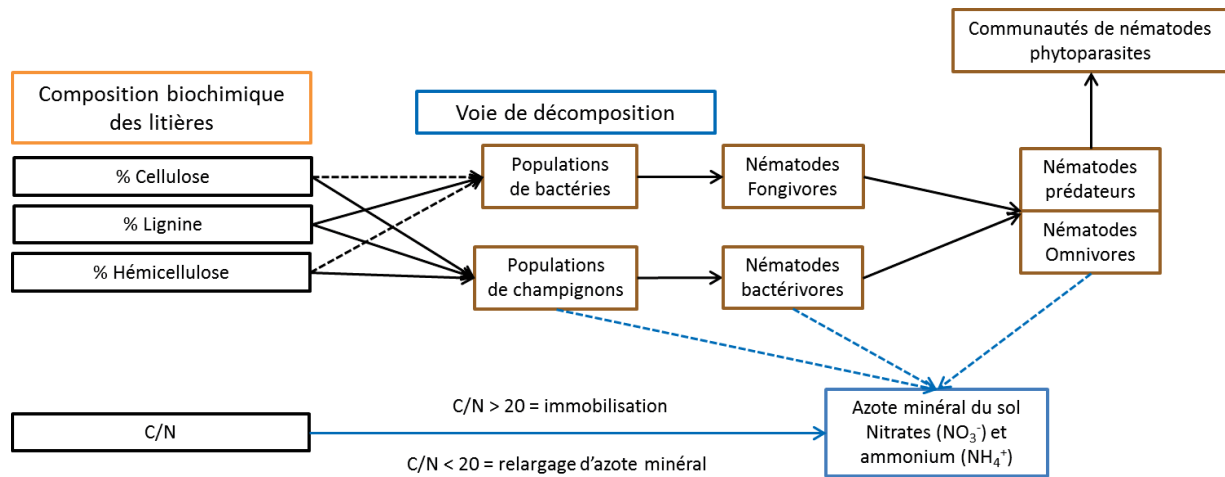 Communautés de nématodes
phytoparasites
Composition biochimique
des litières
Voie de décomposition
% Cellulose
% Lignine
% Hémicellulose
Populations
de bactéries
Nématodes
Fongivores
Nématodes
prédateurs
Nématodes
Omnivores
Populations
de champignons
Nématodes
bactérivores
C/N > 20 = immobilisation
C/N
C/N < 20 = relargage d'azote minéral
Azote minéral du sol
Nitrates (NO₃⁻) et
ammonium (NH₄⁺)